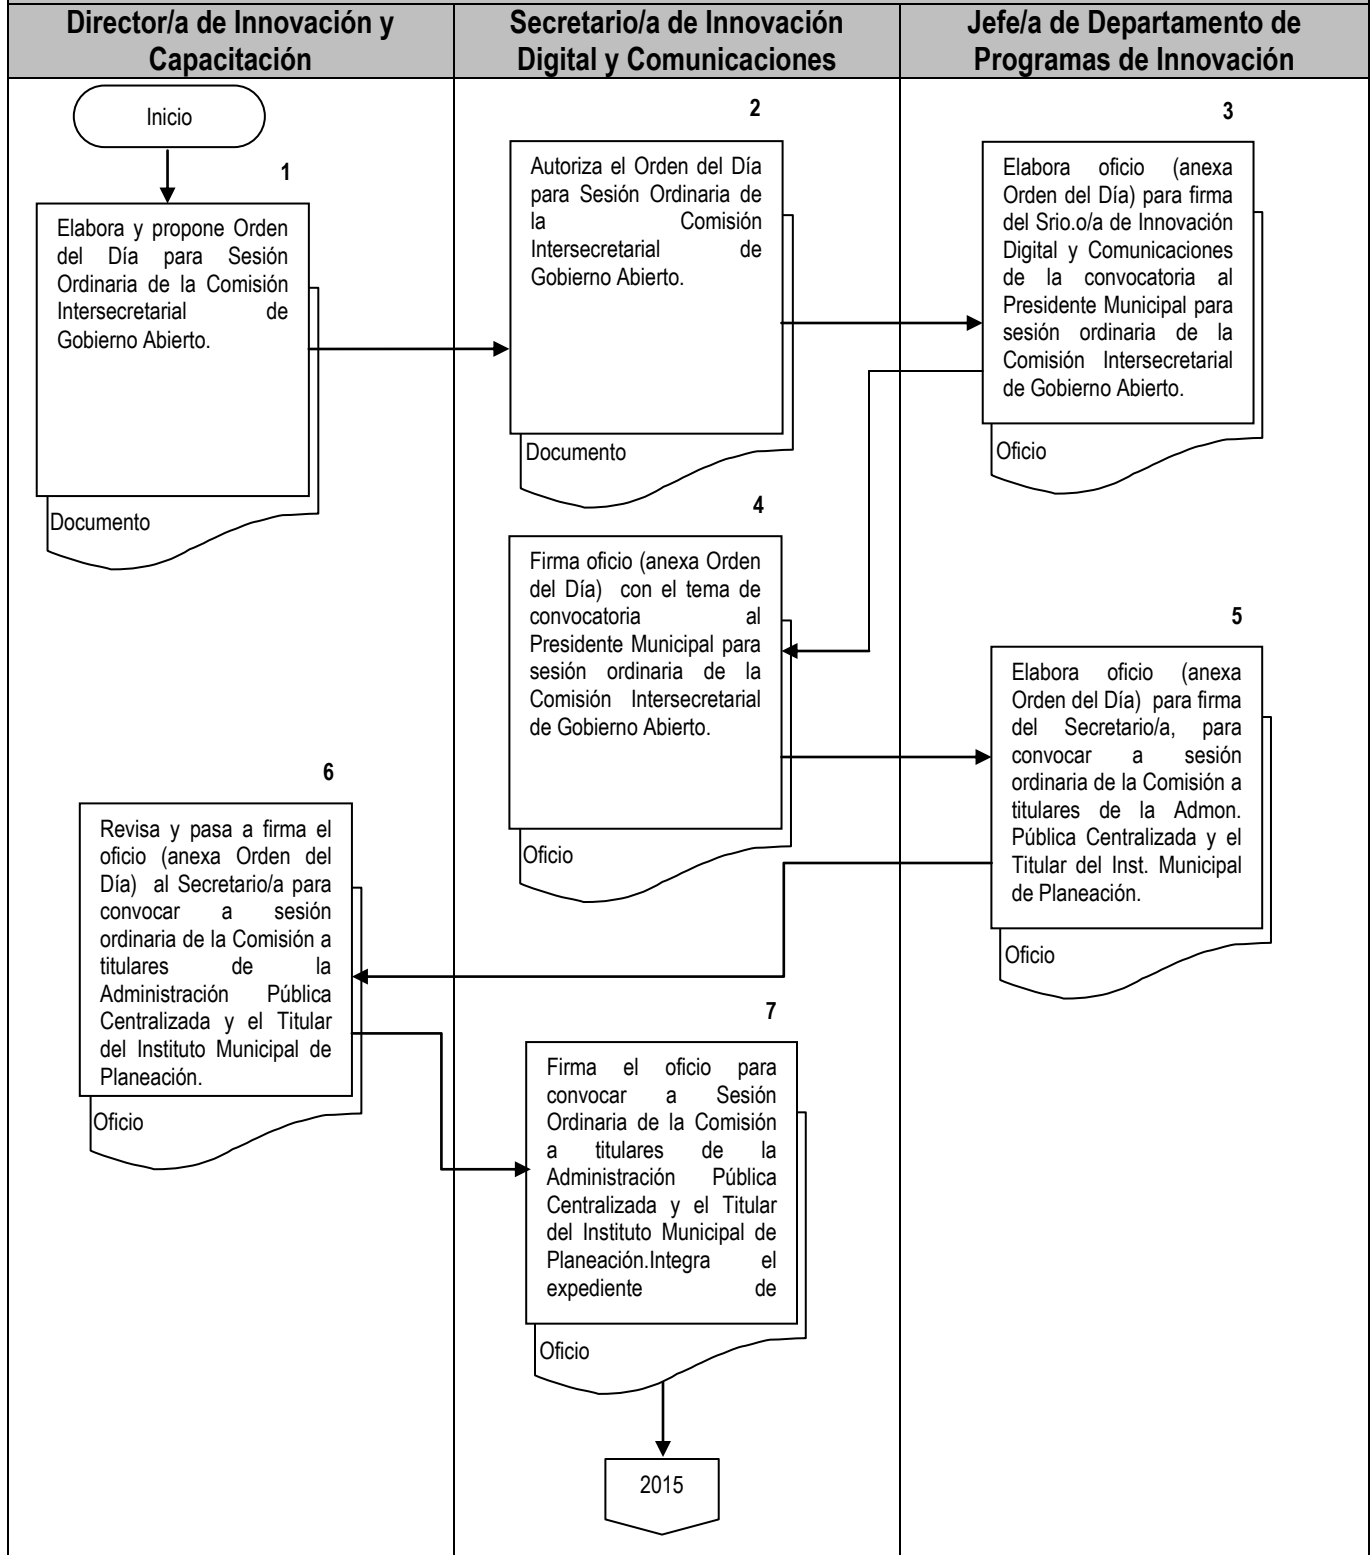 Director/a de Innovación y
Capacitación
Secretario/a de Innovación
Digital y Comunicaciones
Jefe/a de Departamento de
Programas de Innovación
Inicio
1
Elabora y propone Orden
del Día para Sesión
Ordinaria de la Comisión
Intersecretarial de
Gobierno Abierto.
Documento
2
Autoriza el Orden del Día
para Sesión Ordinaria de
la Comisión
Intersecretarial de
Gobierno Abierto.
Documento
3
Elabora oficio (anexa
Orden del Día) para firma
del Srio.o/a de Innovación
Digital y Comunicaciones
de la convocatoria al
Presidente Municipal para
sesión ordinaria de la
Comisión Intersecretarial
de Gobierno Abierto.
Oficio
4
Firma oficio (anexa Orden
del Día) con el tema de
convocatoria al
Presidente Municipal para
sesión ordinaria de la
Comisión Intersecretarial
de Gobierno Abierto.
Oficio
5
Elabora oficio (anexa
Orden del Día) para firma
del Secretario/a, para
convocar a sesión
ordinaria de la Comisión a
titulares de la Admon.
Pública Centralizada y el
Titular del Inst. Municipal
de Planeación.
Oficio
6
Revisa y pasa a firma el
oficio (anexa Orden del
Día) al Secretario/a para
convocar a sesión
ordinaria de la Comisión a
titulares de la
Administración Pública
Centralizada y el Titular
del Instituto Municipal de
Planeación.
Oficio
7
Firma el oficio para
convocar a Sesión
Ordinaria de la Comisión
a titulares de la
Administración Pública
Centralizada y el Titular
del Instituto Municipal de
Planeación.Integra el
expediente de
Oficio
2015